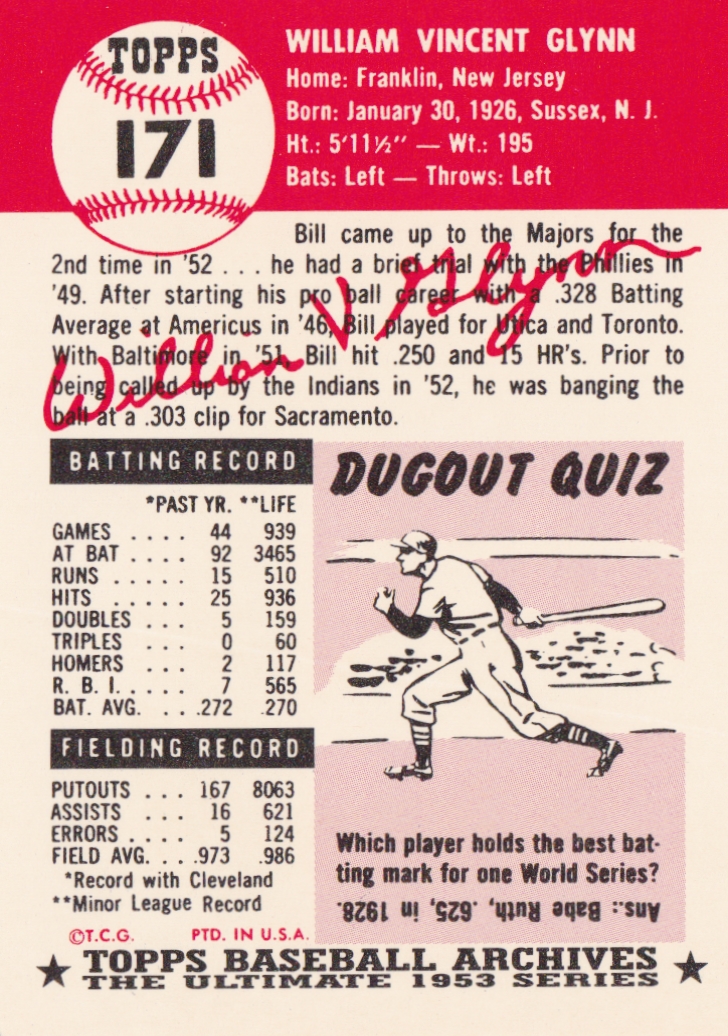 TOPPS
171
WILLIAM VINCENT GLYNN
Home: Franklin, New Jersey
Born: January 30, 1926, Sussex, N. J.
Ht.: 5'11½" — Wt.: 195
Bats: Left — Throws: Left
Bill came up to the Majors for the
2nd time in '52 . . . he had a brief trial with the Phillies in
'49. After starting his pro ball career with a .328 Batting
Average at Americus in '46, Bill played for Utica and Toronto.
With Baltimore in '51, Bill hit .250 and 15 HR's. Prior to
being called up by the Indians in '52, he was banging the
ball at a .303 clip for Sacramento.
William V Glynn
BATTING RECORD
*PAST YR. **LIFE
GAMES . . . . 44 939
AT BAT . . . . 92 3465
RUNS . . . . . 15 510
HITS . . . . . 25 936
DOUBLES . . . 5 159
TRIPLES . . . 0 60
HOMERS . . . 2 117
R. B. I. . . . . . 7 565
BAT. AVG. . . .272 .270
FIELDING RECORD
PUTOUTS . . . 167 8063
ASSISTS . . . 16 621
ERRORS . . . . 5 124
FIELD AVG. . . .973 .986
*Record with Cleveland
**Minor League Record
DUGOUT QUIZ
Which player holds the best bat-
ting mark for one World Series?
Ans.: Babe Ruth, .625, in 1928.
©T.C.G. PTD. IN U.S.A.
TOPPS BASEBALL ARCHIVES
THE ULTIMATE 1953 SERIES